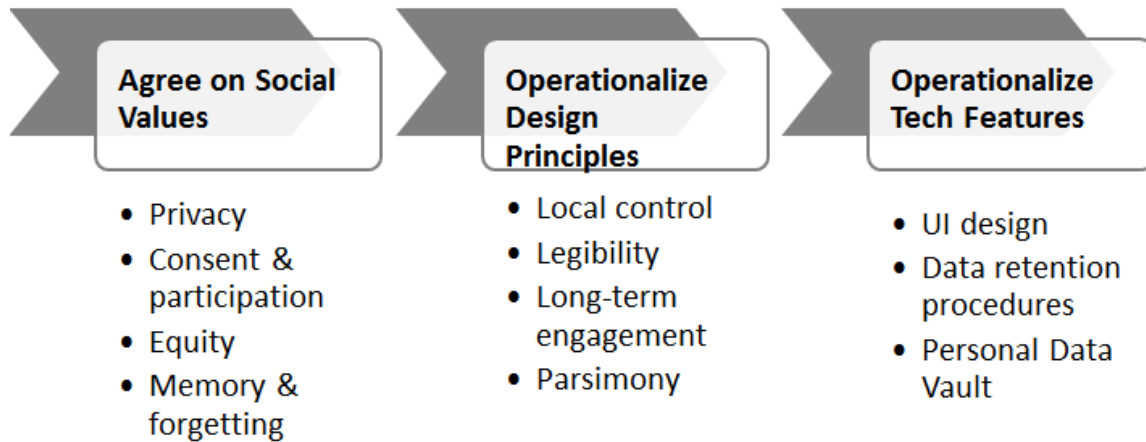 Agree on Social
Values
• Privacy
• Consent &
participation
• Equity
• Memory &
forgetting
Operationalize
Design
Principles
• Local control
• Legibility
• Long-term
engagement
• Parsimony
Operationalize
Tech Features
• UI design
• Data retention
procedures
• Personal Data
Vault